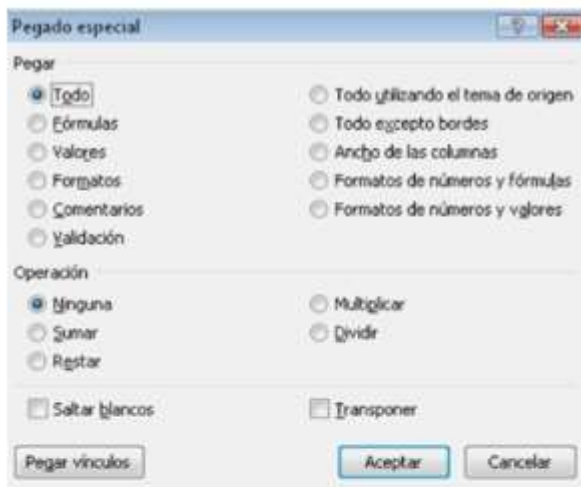 Pegado especial
Pegar
Todo
Todo utilizando el tema de origen
Fórmulas
Todo excepto bordes
Valores
Ancho de las columnas
Formatos
Formatos de números y fórmulas
Comentarios
Formatos de números y valores
Validación
Operación
Ninguna
Multiplicar
Sumar
Dividir
Restar
Saltar blancos
Transponer
Pegar vínculos
Aceptar
Cancelar